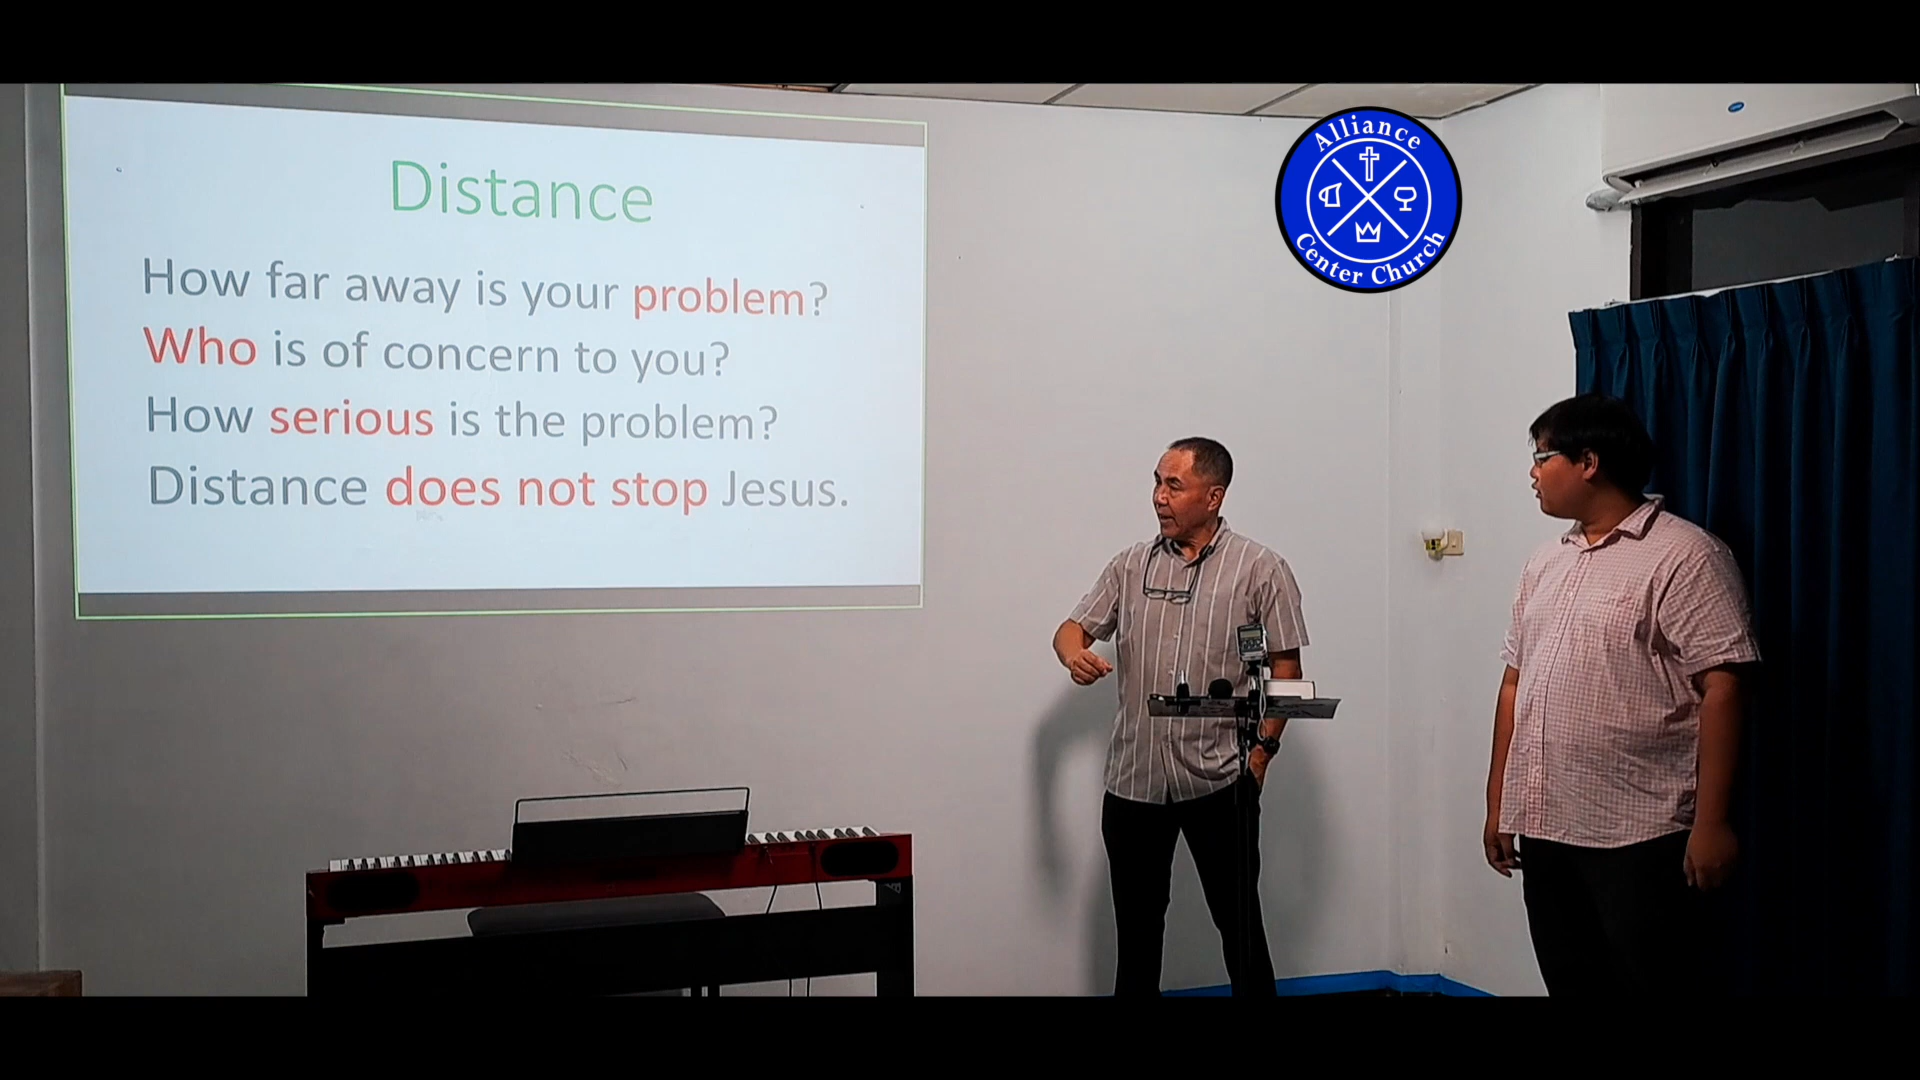 Distance
How far away is your problem?
Who is of concern to you?
How serious is the problem?
Distance does not stop Jesus.
Alliance
Center Church